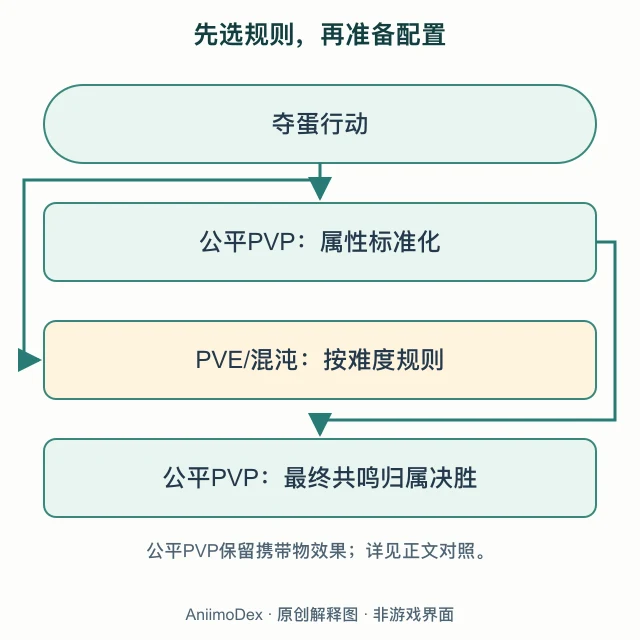 先选规则，再准备配置
夺蛋行动
公平PVP：属性标准化
PVE/混沌：按难度规则
公平PVP：最终共鸣归属决胜
公平PVP保留携带物效果；详见正文对照。
AniimoDex · 原创解释图 · 非游戏界面